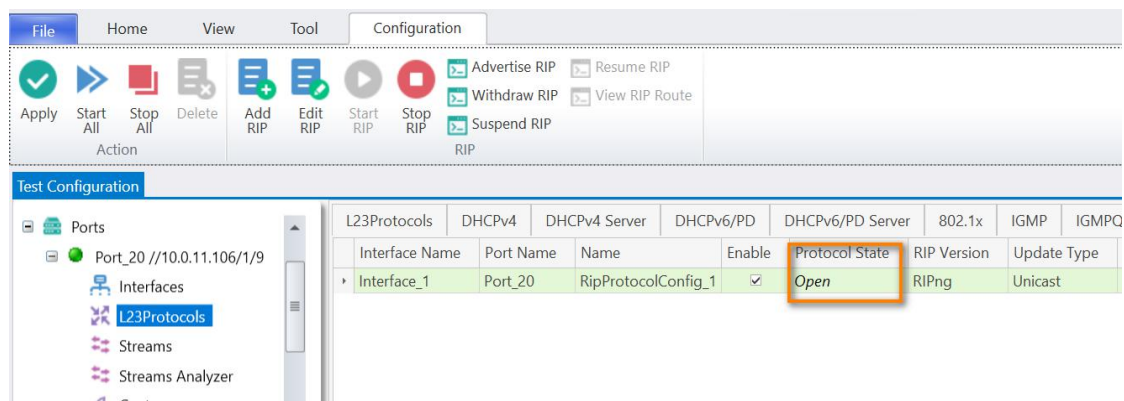 File Home View Tool Configuration
Apply
Start All
Stop All
Delete
Action
Add RIP
Edit RIP
Start RIP
Stop RIP
Advertise RIP
Withdraw RIP
Suspend RIP
Resume RIP
View RIP Route
RIP
Test Configuration
Ports
Port_20 //10.0.11.106/1/9
Interfaces
L23Protocols
Streams
Streams Analyzer
L23Protocols DHCPv4 DHCPv4 Server DHCPv6/PD DHCPv6/PD Server 802.1x IGMP IGMPQ
Interface Name Port Name Name Enable Protocol State RIP Version Update Type
Interface_1 Port_20 RipProtocolConfig_1 Open RIPng Unicast